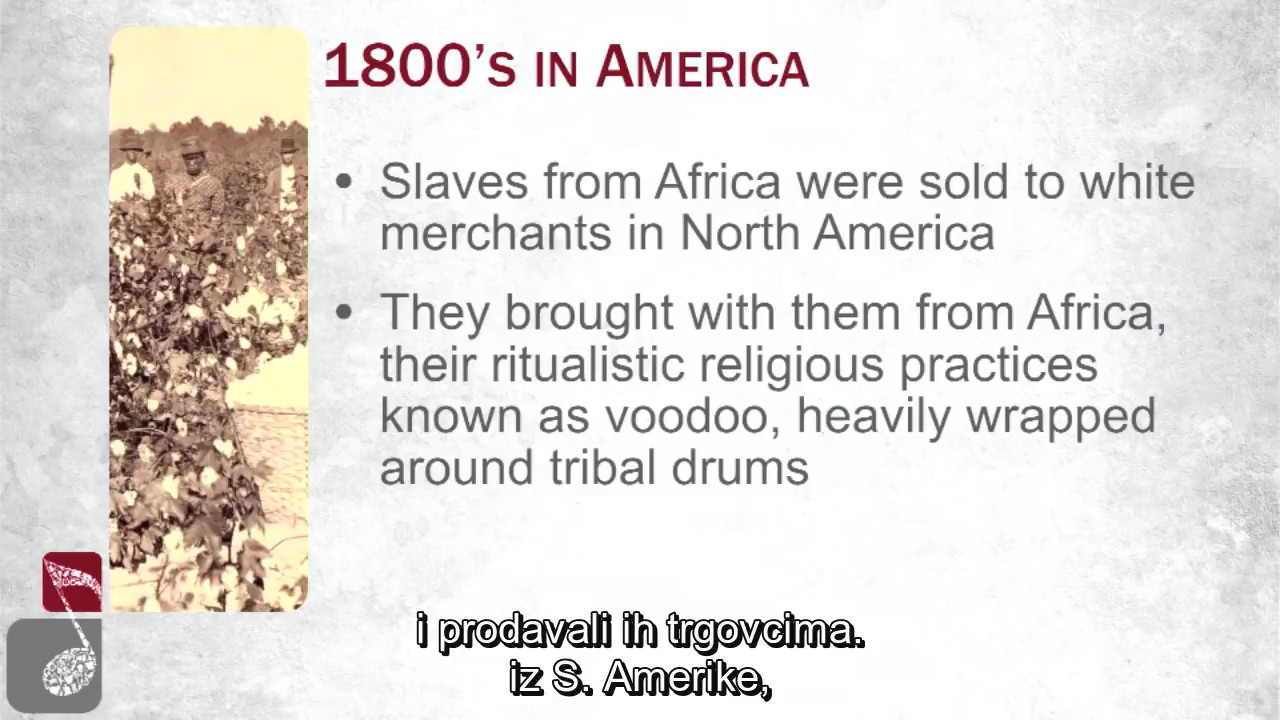 1800's in America
• Slaves from Africa were sold to white
merchants in North America
• They brought with them from Africa,
their ritualistic religious practices
known as voodoo, heavily wrapped
around tribal drums
i prodavali ih trgovcima.
iz S. Amerike,